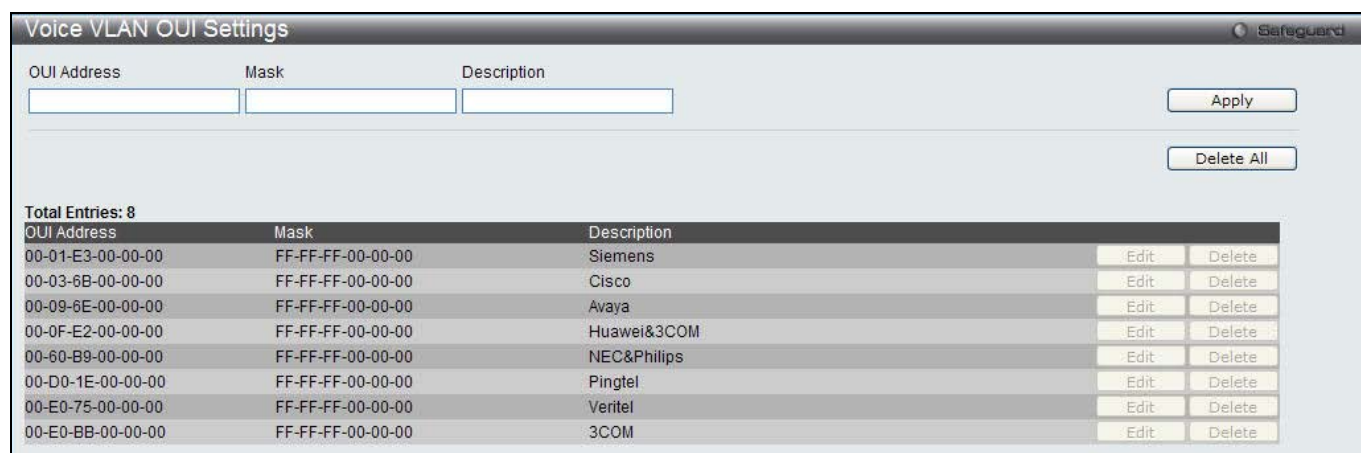 Voice VLAN OUI Settings Safeguard
OUI Address Mask Description
Apply
Delete All
Total Entries: 8
OUI Address Mask Description
00-01-E3-00-00-00 FF-FF-FF-00-00-00 Siemens Edit Delete
00-03-6B-00-00-00 FF-FF-FF-00-00-00 Cisco Edit Delete
00-09-6E-00-00-00 FF-FF-FF-00-00-00 Avaya Edit Delete
00-0F-E2-00-00-00 FF-FF-FF-00-00-00 Huawei&3COM Edit Delete
00-60-B9-00-00-00 FF-FF-FF-00-00-00 NEC&Philips Edit Delete
00-D0-1E-00-00-00 FF-FF-FF-00-00-00 Pingtel Edit Delete
00-E0-75-00-00-00 FF-FF-FF-00-00-00 Veritel Edit Delete
00-E0-BB-00-00-00 FF-FF-FF-00-00-00 3COM Edit Delete